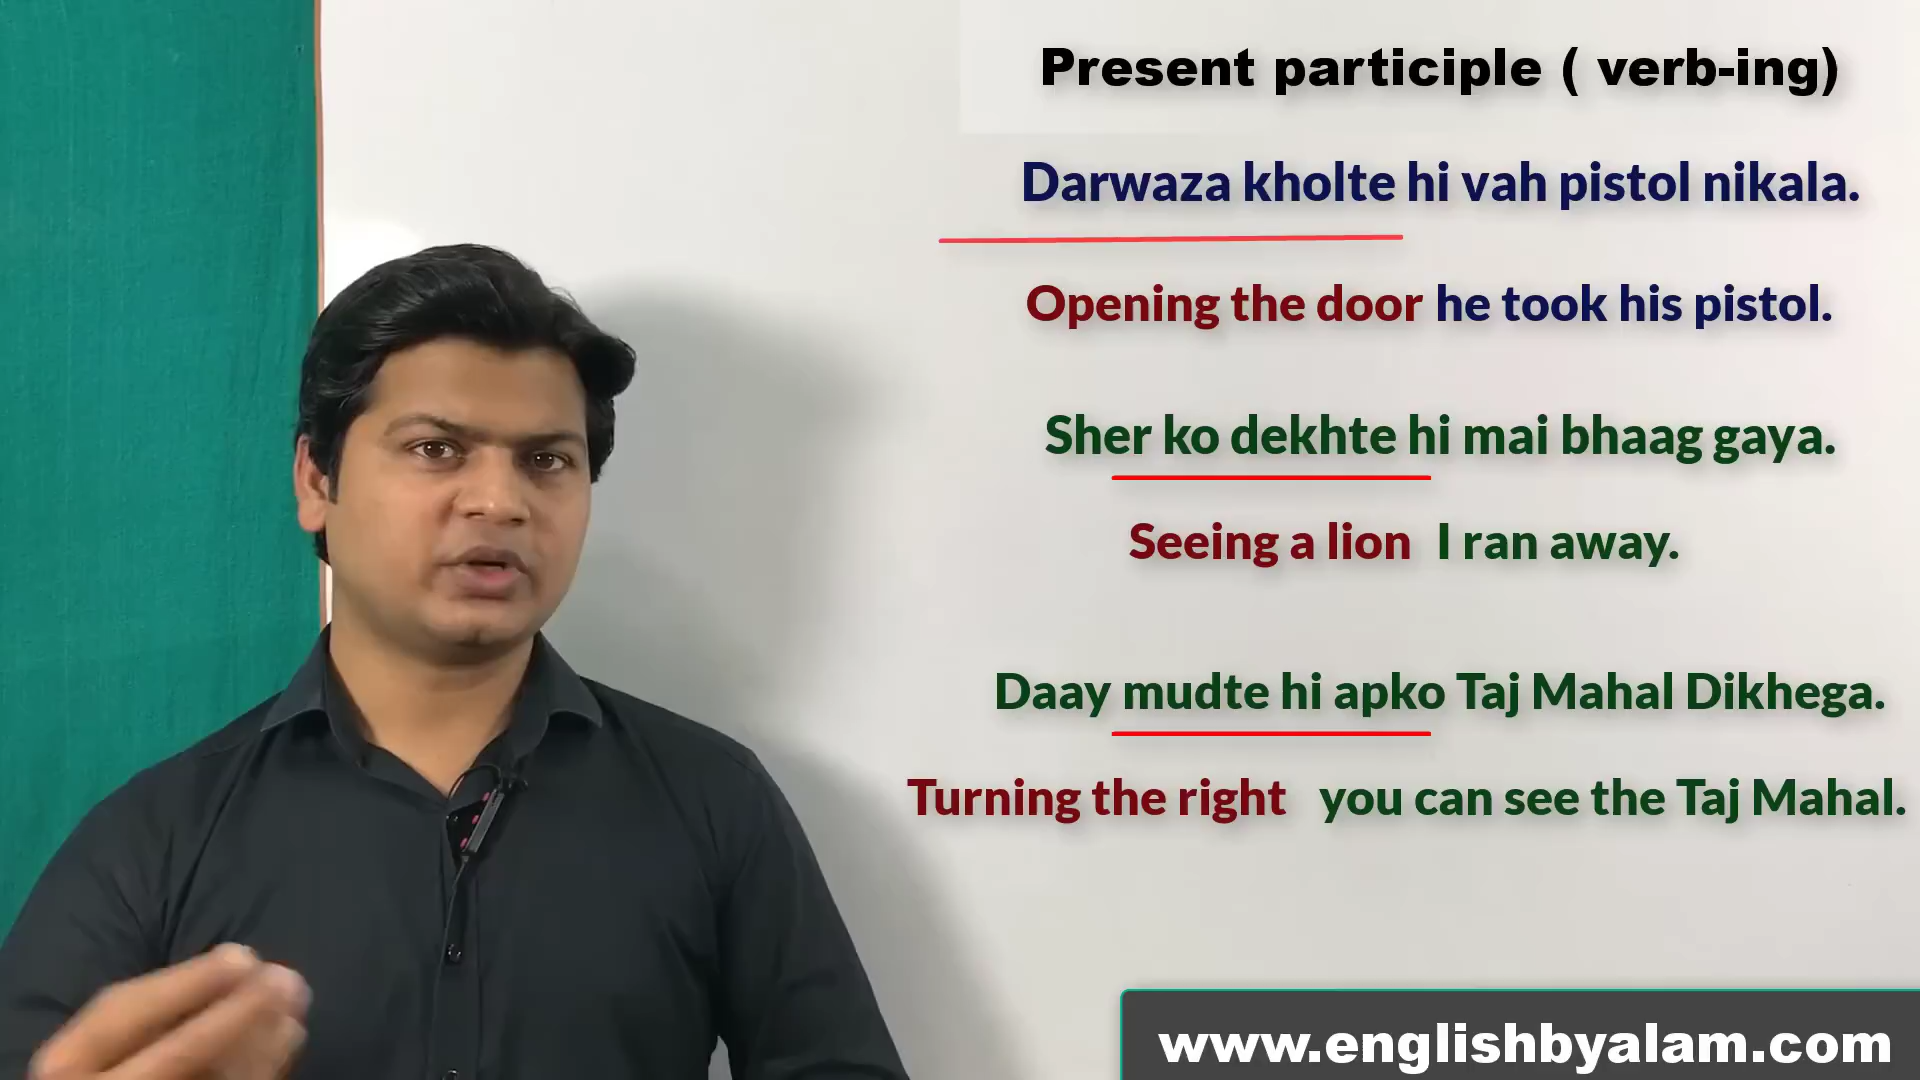 Present participle ( verb-ing)
Darwaza kholte hi vah pistol nikala.
Opening the door he took his pistol.
Sher ko dekhte hi mai bhaag gaya.
Seeing a lion I ran away.
Daay mudte hi apko Taj Mahal Dikhega.
Turning the right you can see the Taj Mahal.
www.englishbyalam.com